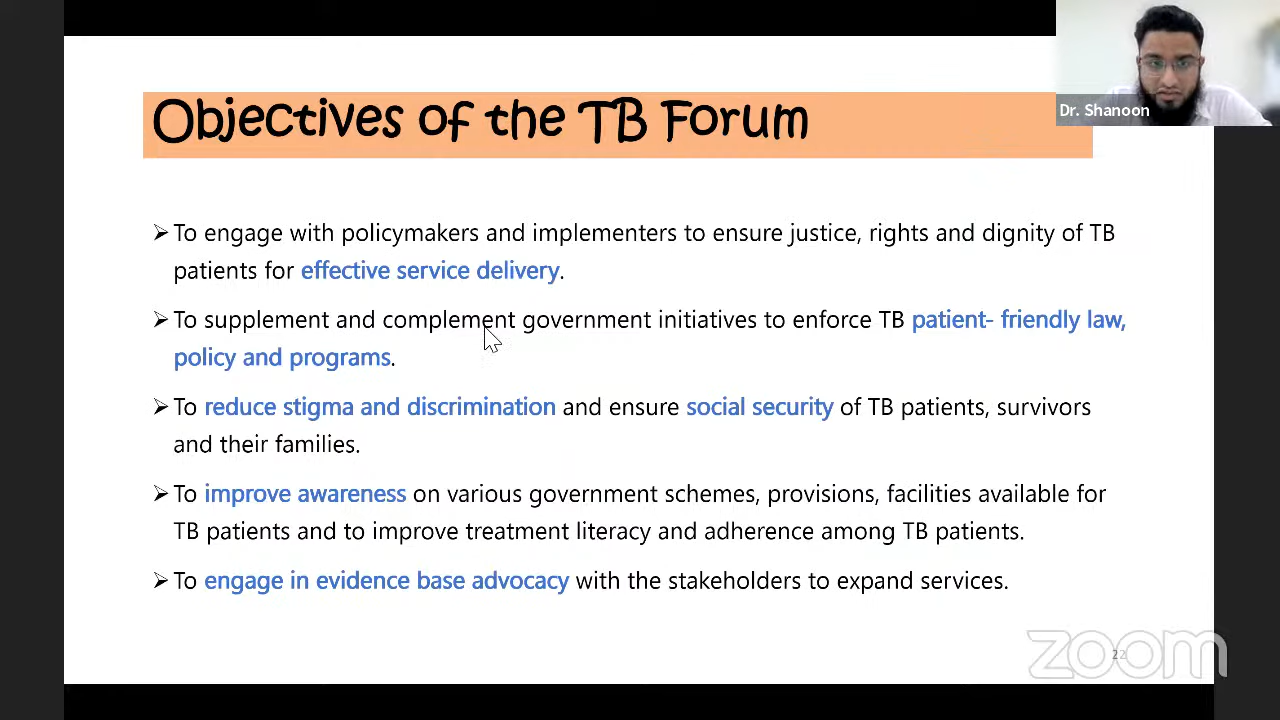 Objectives of the TB Forum
Dr. Shanoon
➢To engage with policymakers and implementers to ensure justice, rights and dignity of TB
patients for effective service delivery.
➢To supplement and complement government initiatives to enforce TB patient- friendly law,
policy and programs.
➢To reduce stigma and discrimination and ensure social security of TB patients, survivors
and their families.
➢To improve awareness on various government schemes, provisions, facilities available for
TB patients and to improve treatment literacy and adherence among TB patients.
➢To engage in evidence base advocacy with the stakeholders to expand services.
22
zoom